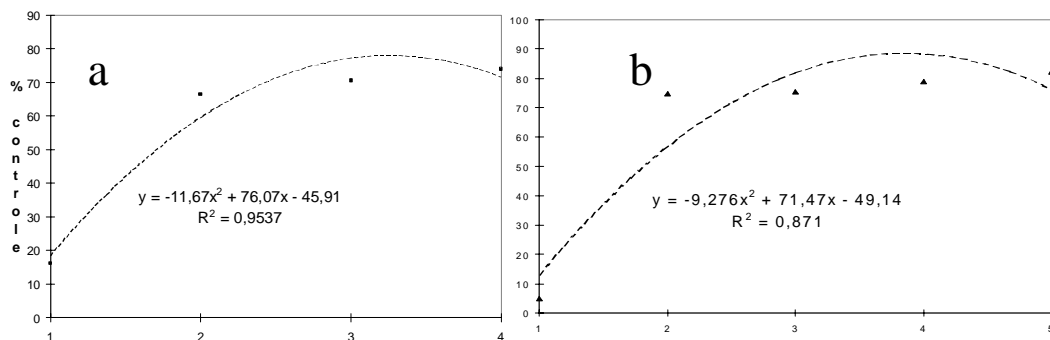 90
80
70
60
50
40
30
20
10
0
% controle
a
y = -11,67x² + 76,07x - 45,91
R² = 0,9537
1 2 3 4
100
90
80
70
60
50
40
30
20
10
0
b
y = -9,276x² + 71,47x - 49,14
R² = 0,871
1 2 3 4 5